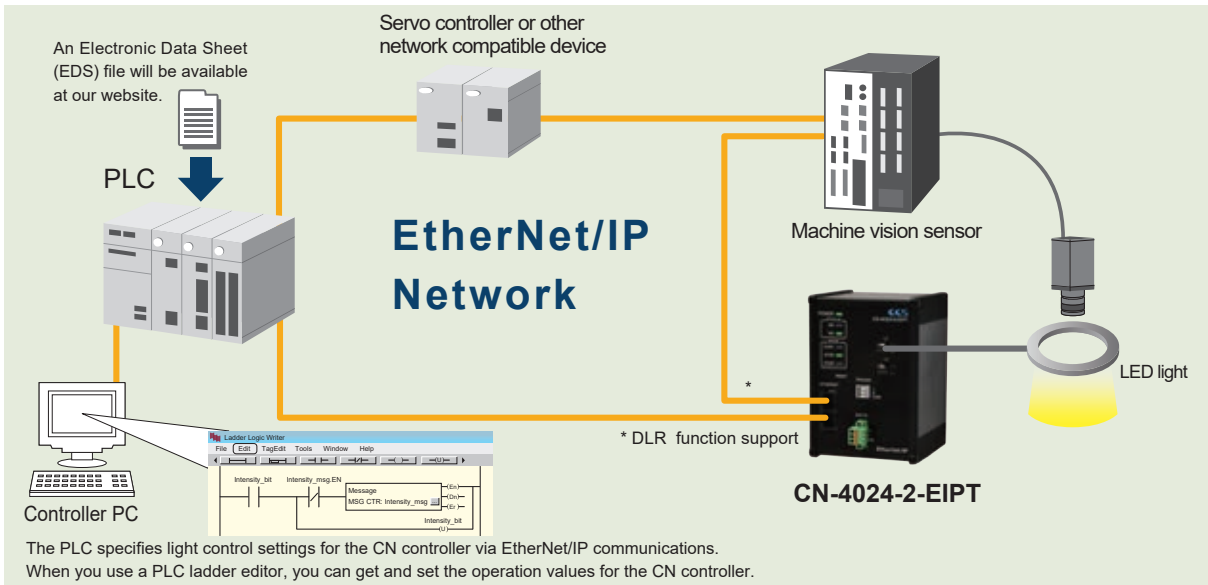 An Electronic Data Sheet
(EDS) file will be available
at our website.
Servo controller or other
network compatible device
PLC
EtherNet/IP
Network
Machine vision sensor
LED light
*
* DLR function support
CN-4024-2-EIPT
Controller PC
Ladder Logic Writer
File Edit TagEdit Tools Window Help
Intensity_bit Intensity_msg.EN
Message
MSG CTR: Intensity_msg ...
(En)
(Dn)
(Er)
Intensity_bit
(U)
The PLC specifies light control settings for the CN controller via EtherNet/IP communications.
When you use a PLC ladder editor, you can get and set the operation values for the CN controller.